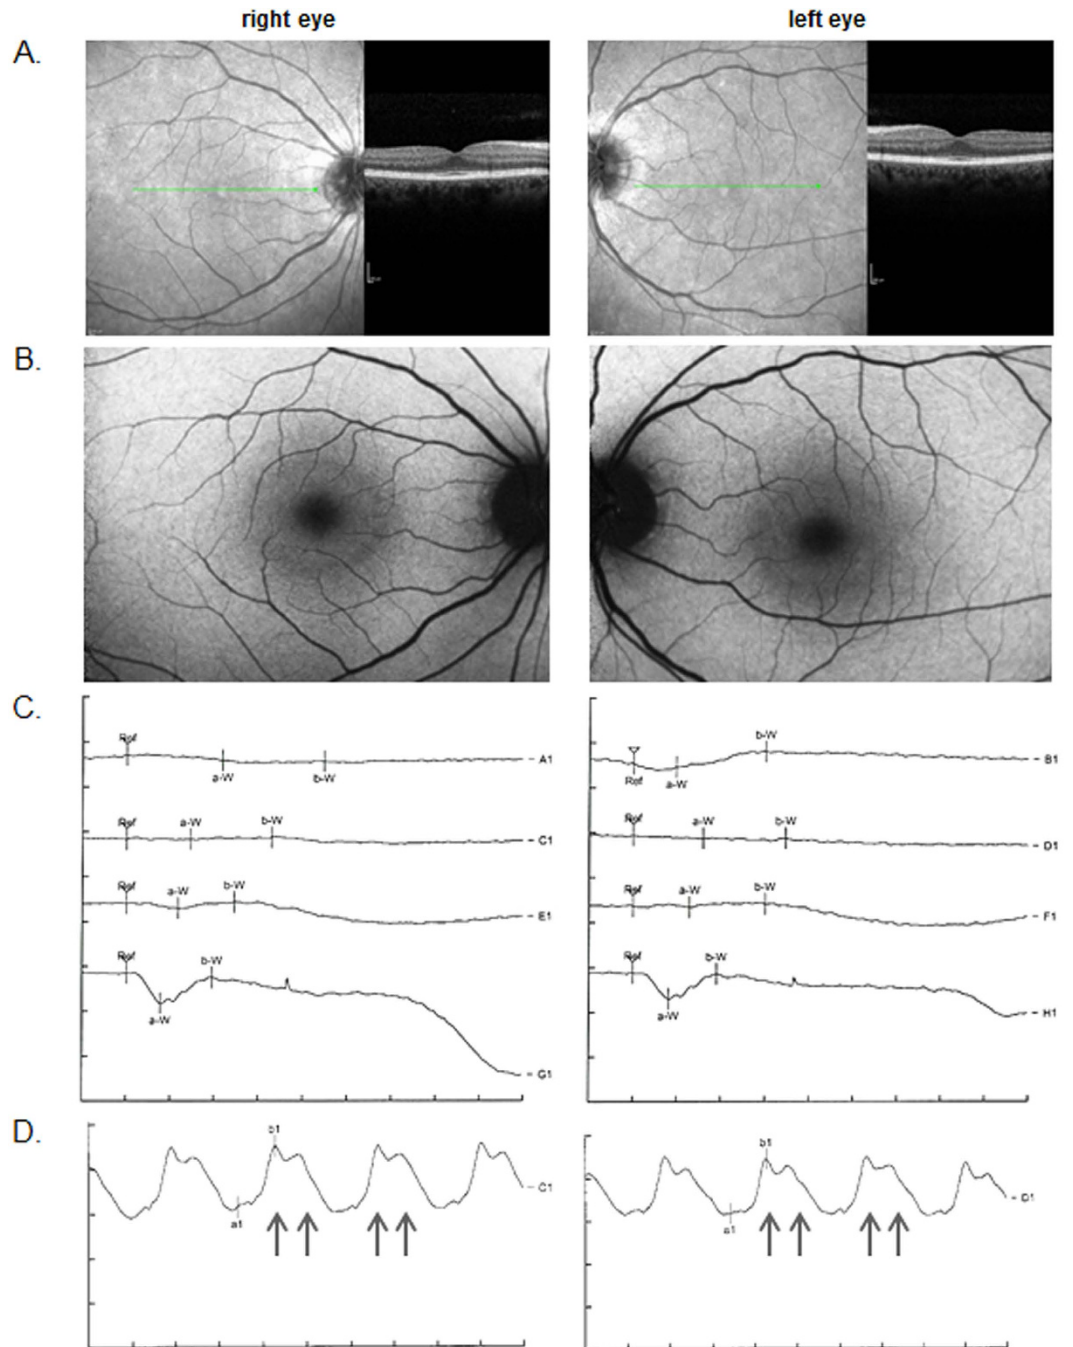 right eye left eye
A.
B.
C.
Ref a-W b-W A1
Ref a-W b-W B1
Ref a-W b-W C1
Ref a-W b-W D1
Ref a-W b-W E1
Ref a-W b-W F1
Ref a-W b-W G1
Ref a-W b-W H1
D.
b1 a1 C1
b1 a1 D1